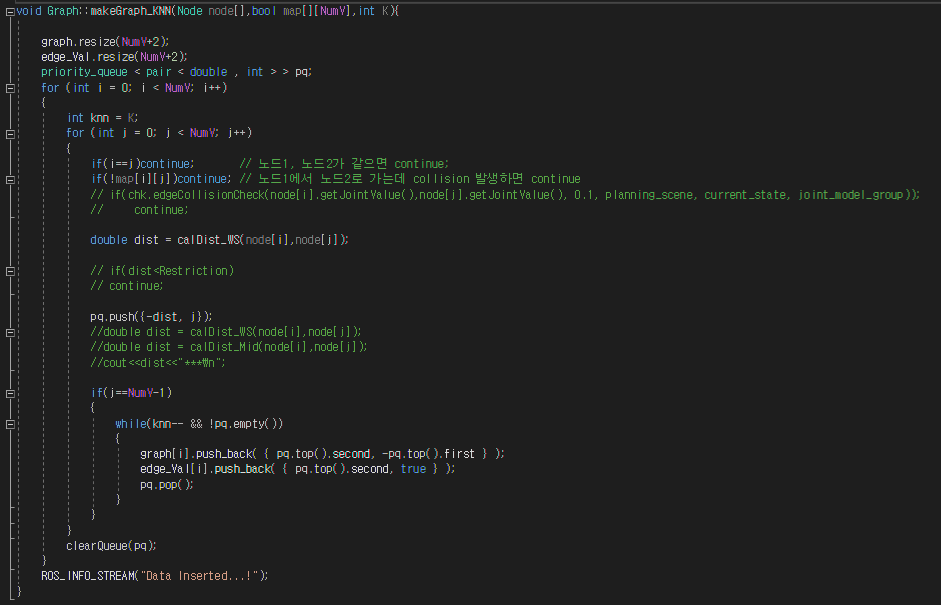 void Graph::makeGraph_KNN(Node node[],bool map[][NumV],int K){
graph.resize(NumV+2);
edge_Val.resize(NumV+2);
priority_queue < pair < double , int > > pq;
for (int i = 0; i < NumV; i++)
{
int knn = K;
for (int j = 0; j < NumV; j++)
{
if(i==j)continue; // 노드1, 노드2가 같으면 continue;
if(!map[i][j])continue; // 노드1에서 노드2로 가는데 collision 발생하면 continue
// if(chk.edgeCollisionCheck(node[i].getJointValue(),node[j].getJointValue(), 0.1, planning_scene, current_state, joint_model_group));
// continue;
double dist = calDist_WS(node[i],node[j]);
// if(dist<Restriction)
// continue;
pq.push({-dist, j});
//double dist = calDist_WS(node[i],node[j]);
//double dist = calDist_Mid(node[i],node[j]);
//cout<<dist<<"***\n";
if(j==NumV-1)
{
while(knn-- && !pq.empty())
{
graph[i].push_back( { pq.top().second, -pq.top().first } );
edge_Val[i].push_back( { pq.top().second, true } );
pq.pop();
}
}
}
clearQueue(pq);
}
ROS_INFO_STREAM("Data Inserted...!");
}